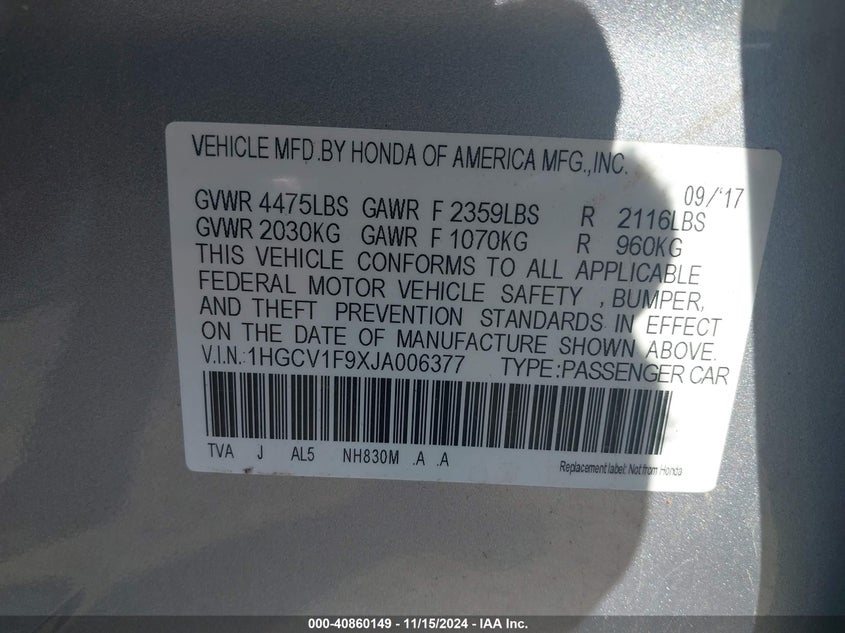 VEHICLE MFD.BY HONDA OF AMERICA MFG.,INC.
09/'17
GVWR 4475LBS GAWR F 2359LBS R 2116LBS
GVWR 2030KG GAWR F 1070KG R 960KG
THIS VEHICLE CONFORMS TO ALL APPLICABLE
FEDERAL MOTOR VEHICLE SAFETY , BUMPER,
AND THEFT PREVENTION STANDARDS IN EFFECT
ON THE DATE OF MANUFACTURE SHOWN ABOVE.
V.I.N.:1HGCV1F9XJA006377 TYPE:PASSENGER CAR
TVA J AL5 NH830M .A .A
Replacement label: Not from Honda
000-40860149 - 11/15/2024 - IAA Inc.